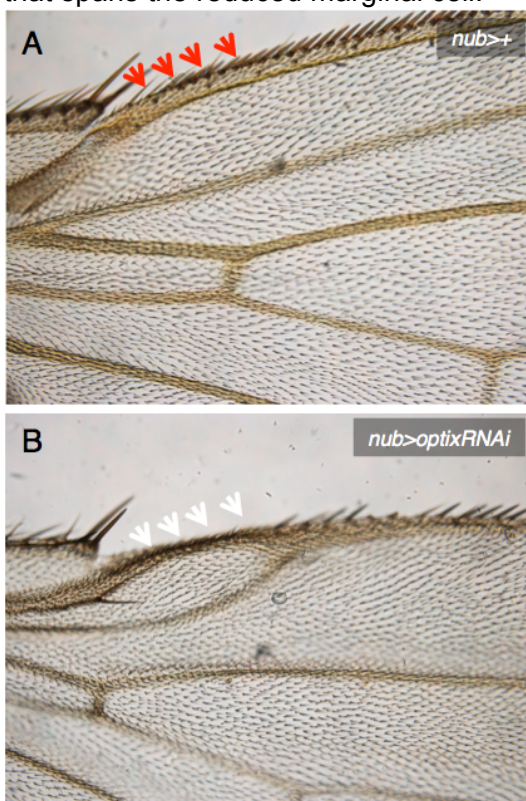 that spans the reduced marginal cell.
A
nub>+
B
nub>optixRNAi